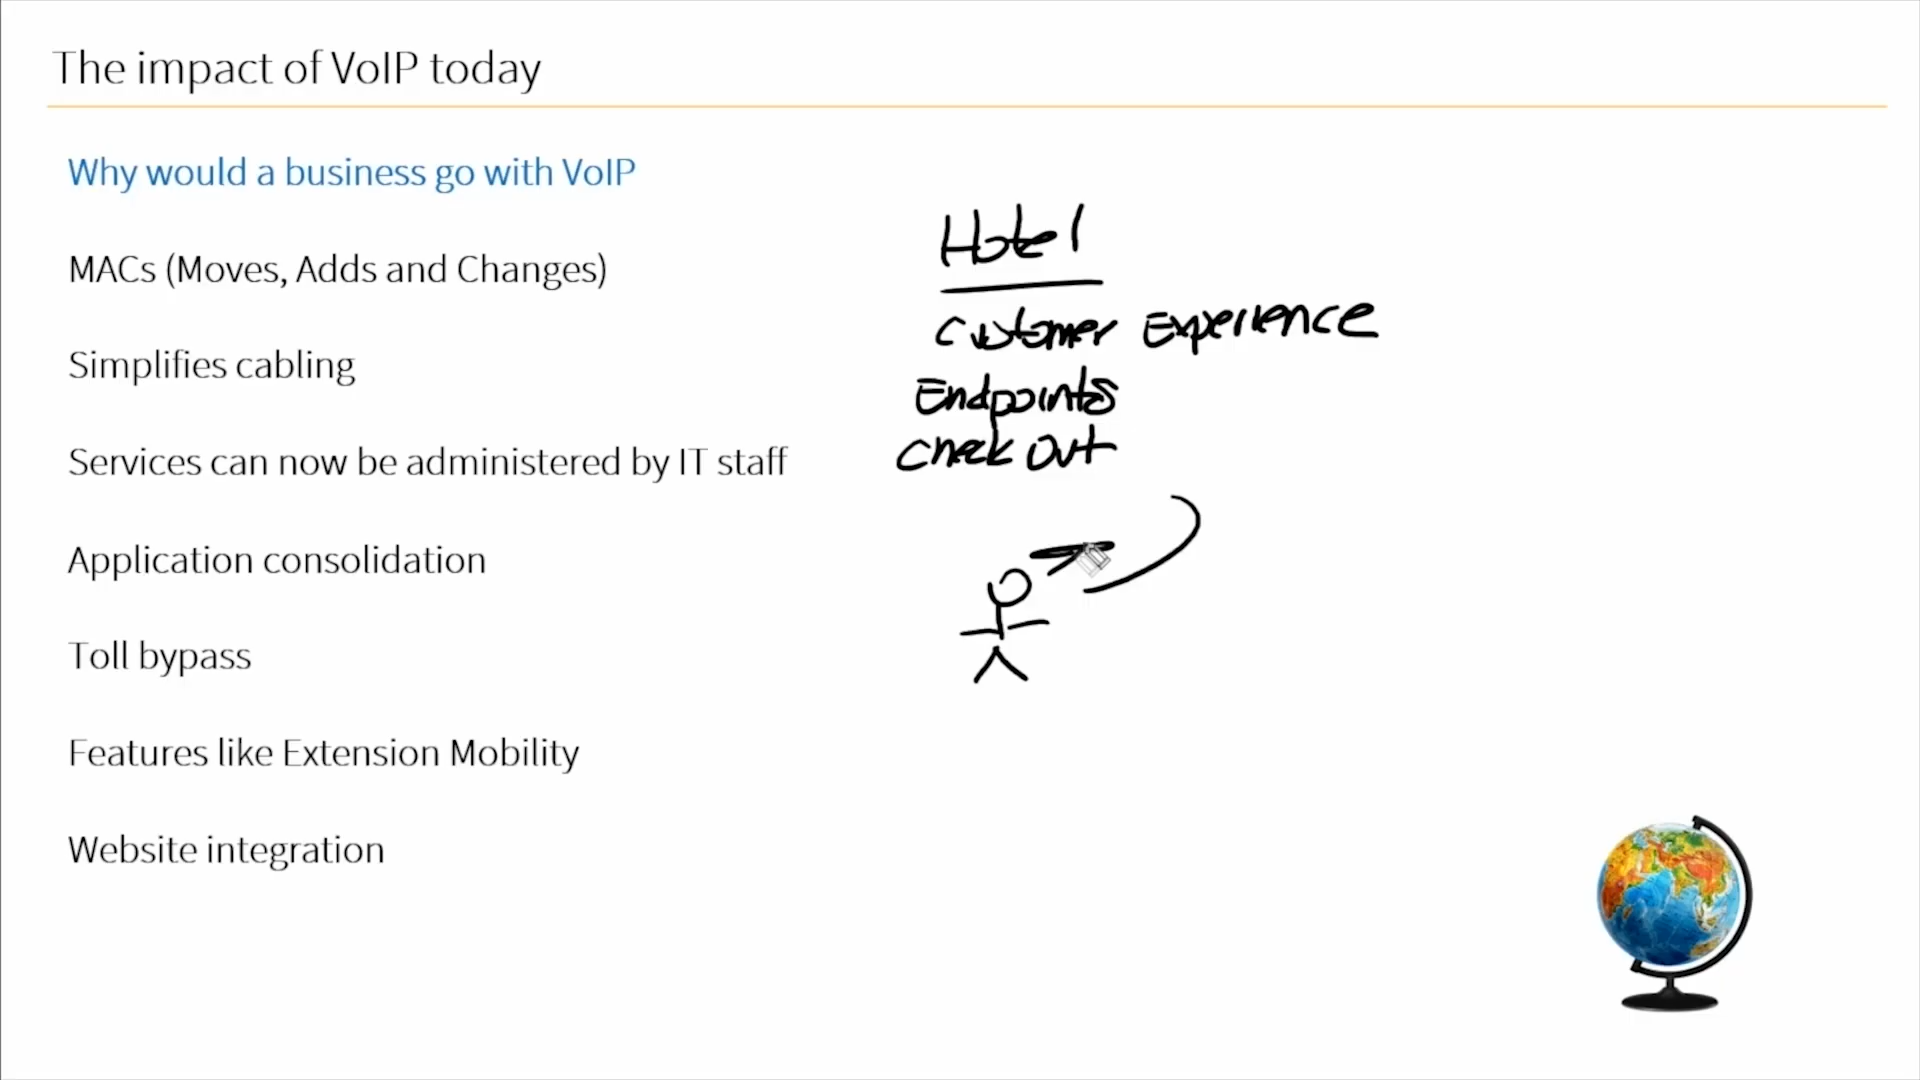 The impact of VoIP today
Why would a business go with VoIP
MACs (Moves, Adds and Changes)
Simplifies cabling
Services can now be administered by IT staff
Application consolidation
Toll bypass
Features like Extension Mobility
Website integration
Hotel
Customer Experience
Endpoints
Check Out